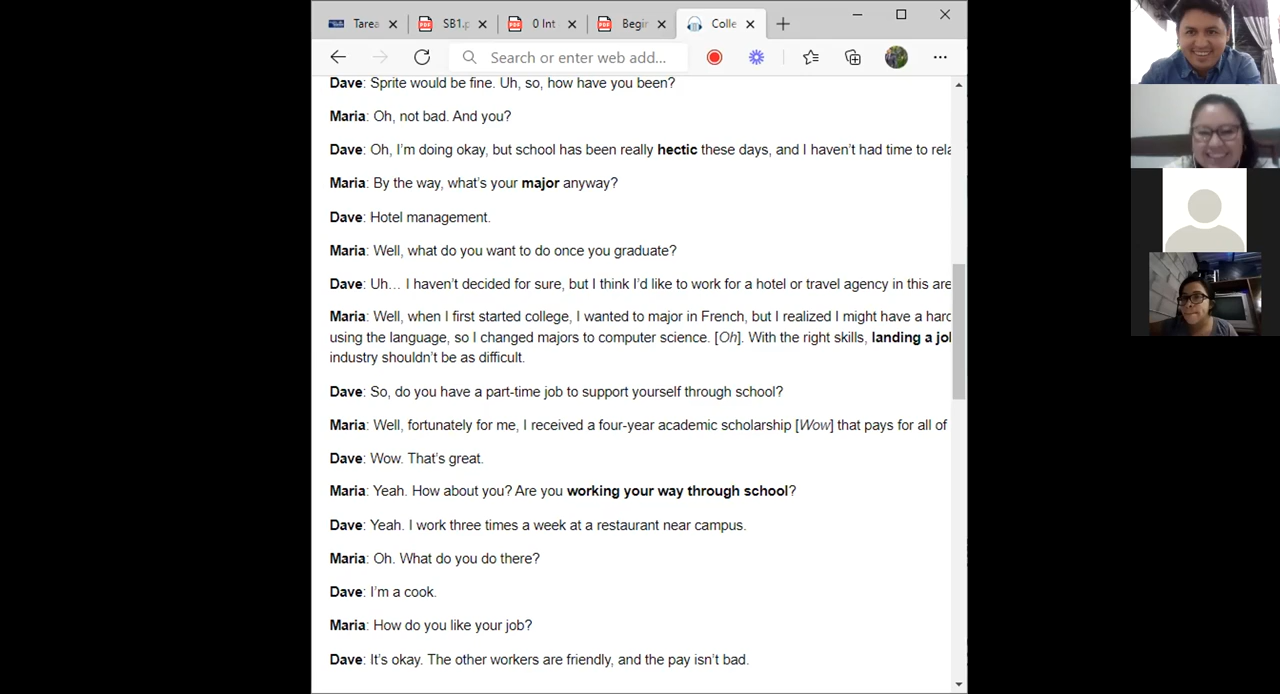 Tarea
SB1.p
0 Int
Begir
Colle
Search or enter web add...
Dave: Sprite would be fine. Uh, so, how have you been?
Maria: Oh, not bad. And you?
Dave: Oh, I’m doing okay, but school has been really hectic these days, and I haven’t had time to rela
Maria: By the way, what’s your major anyway?
Dave: Hotel management.
Maria: Well, what do you want to do once you graduate?
Dave: Uh… I haven’t decided for sure, but I think I’d like to work for a hotel or travel agency in this are
Maria: Well, when I first started college, I wanted to major in French, but I realized I might have a hard
using the language, so I changed majors to computer science. [Oh]. With the right skills, landing a jol
industry shouldn’t be as difficult.
Dave: So, do you have a part-time job to support yourself through school?
Maria: Well, fortunately for me, I received a four-year academic scholarship [Wow] that pays for all of
Dave: Wow. That’s great.
Maria: Yeah. How about you? Are you working your way through school?
Dave: Yeah. I work three times a week at a restaurant near campus.
Maria: Oh. What do you do there?
Dave: I’m a cook.
Maria: How do you like your job?
Dave: It’s okay. The other workers are friendly, and the pay isn’t bad.